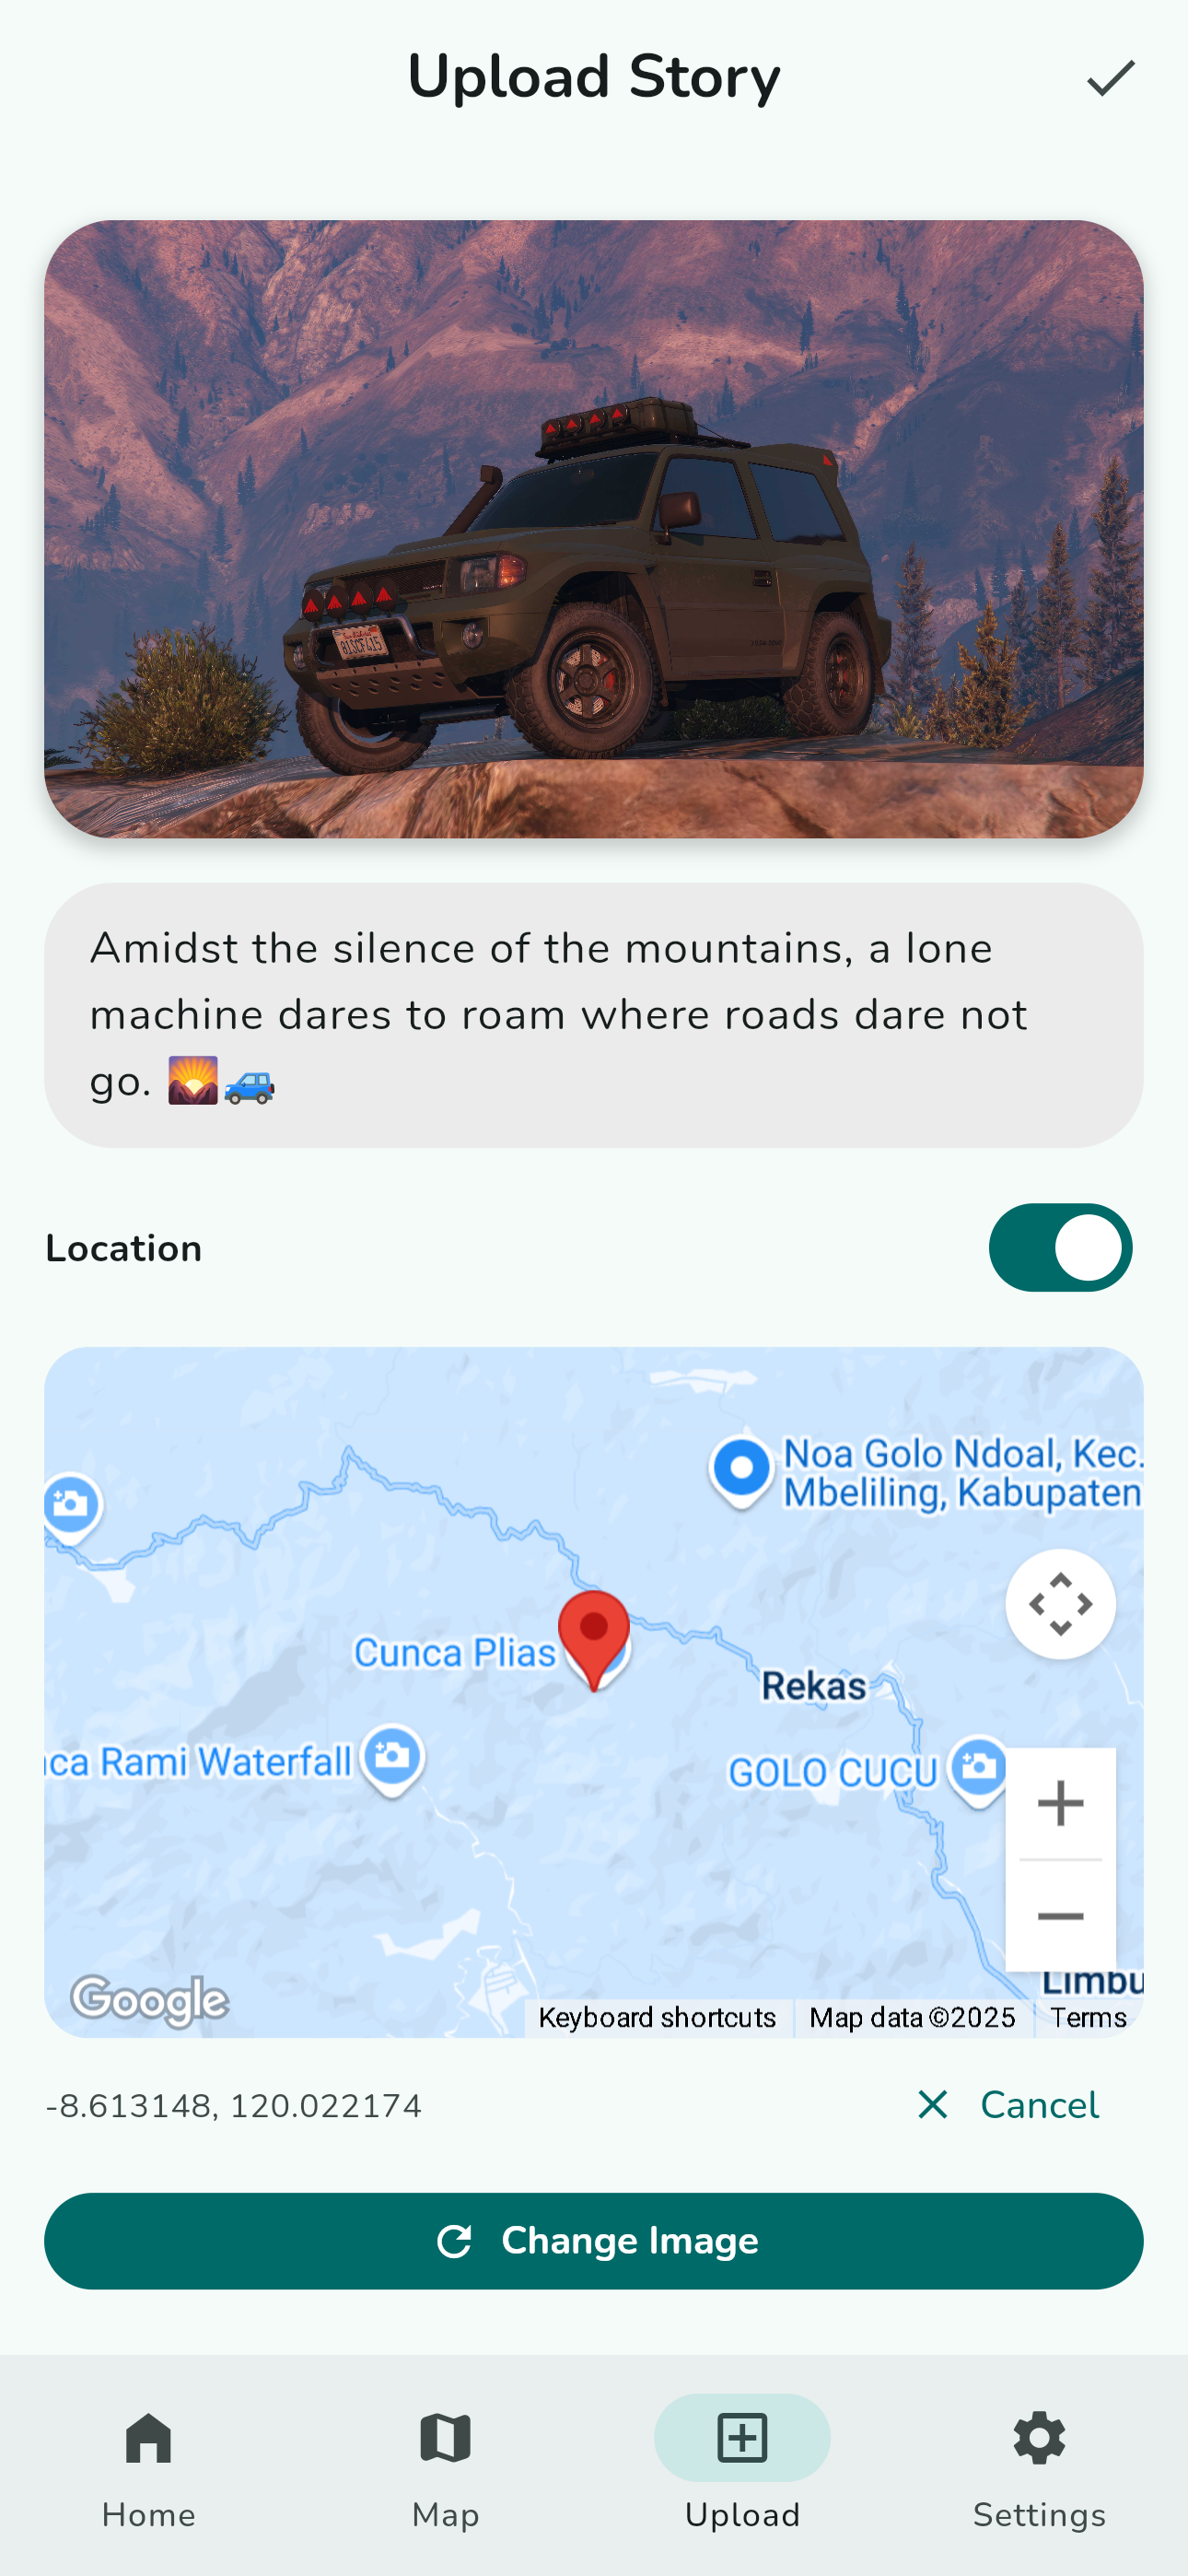 Upload Story
Amidst the silence of the mountains, a lone
machine dares to roam where roads dare not
go. 🌄🚙
Location
Noa Golo Ndoal, Kec.
Mbeliling, Kabupaten
Cunca Plias
Rekas
ca Rami Waterfall
GOLO CUCU
Limbu
Google
Keyboard shortcuts
Map data ©2025
Terms
-8.613148, 120.022174
Cancel
Change Image
Home
Map
Upload
Settings